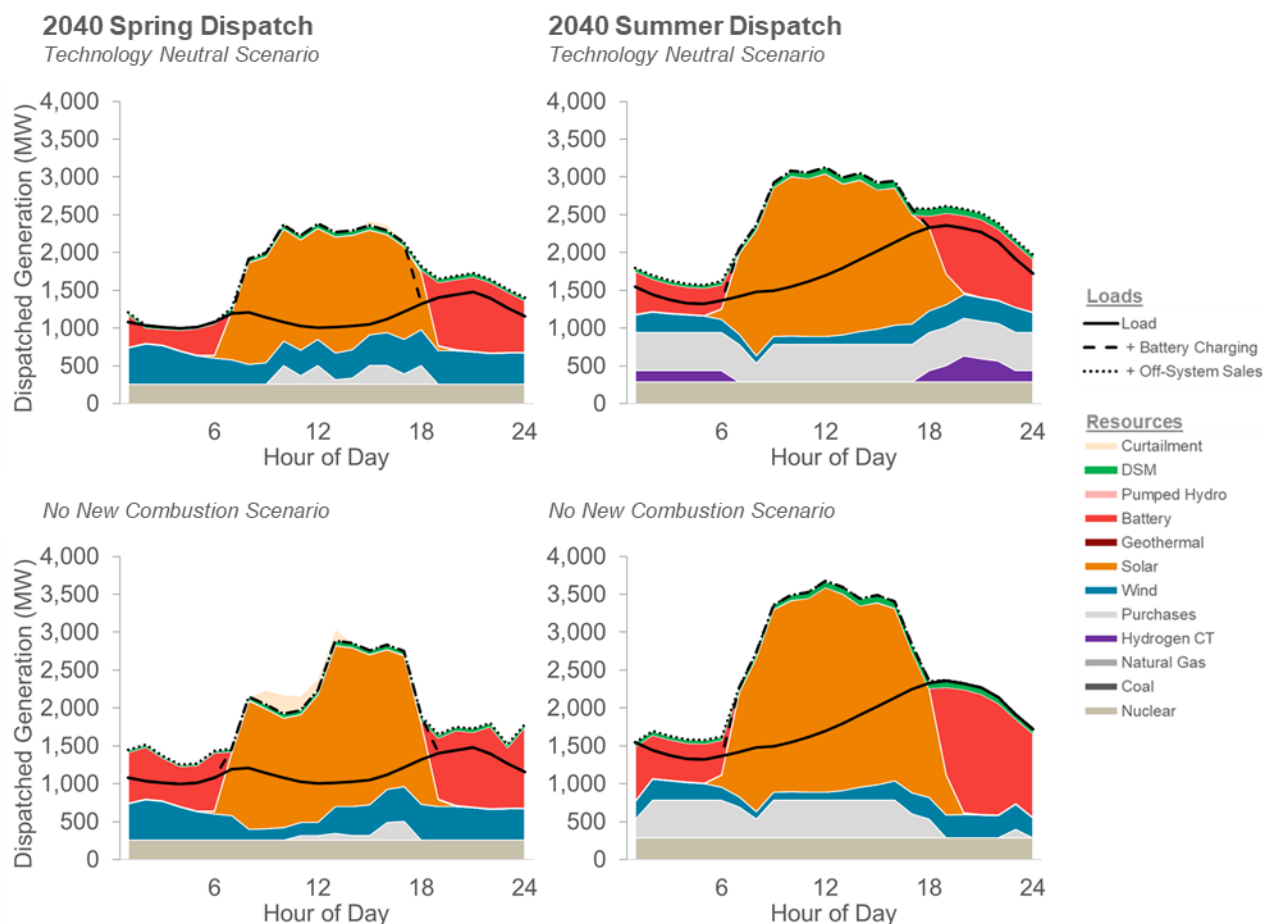 2040 Spring Dispatch
Technology Neutral Scenario
Dispatched Generation (MW)
4,000
3,500
3,000
2,500
2,000
1,500
1,000
500
0
6
12
18
24
Hour of Day
2040 Summer Dispatch
Technology Neutral Scenario
4,000
3,500
3,000
2,500
2,000
1,500
1,000
500
0
6
12
18
24
Hour of Day
No New Combustion Scenario
Dispatched Generation (MW)
4,000
3,500
3,000
2,500
2,000
1,500
1,000
500
0
6
12
18
24
Hour of Day
No New Combustion Scenario
4,000
3,500
3,000
2,500
2,000
1,500
1,000
500
0
6
12
18
24
Hour of Day
Loads
Load
+ Battery Charging
+ Off-System Sales
Resources
Curtailment
DSM
Pumped Hydro
Battery
Geothermal
Solar
Wind
Purchases
Hydrogen CT
Natural Gas
Coal
Nuclear